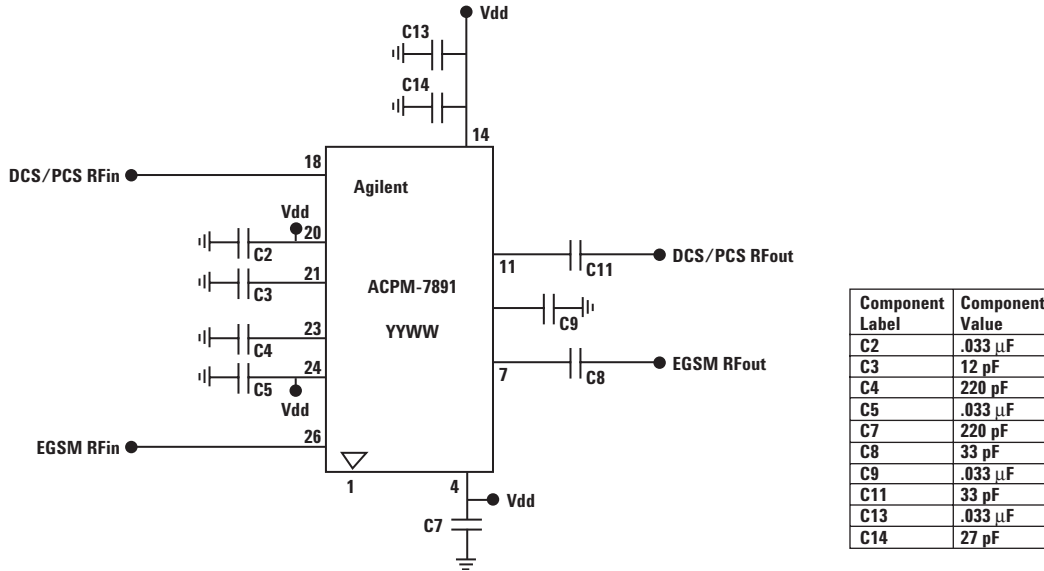 Vdd
C13
C14
14
18
DCS/PCS RFin
Agilent
Vdd
20
C2
21
C3
ACPM-7891
YYWW
11
C11
DCS/PCS RFout
C9
23
C4
24
C5
Vdd
7
C8
EGSM RFout
26
EGSM RFin
1
4
Vdd
C7
Component Label Component Value
C2 .033 μF
C3 12 pF
C4 220 pF
C5 .033 μF
C7 220 pF
C8 33 pF
C9 .033 μF
C11 33 pF
C13 .033 μF
C14 27 pF